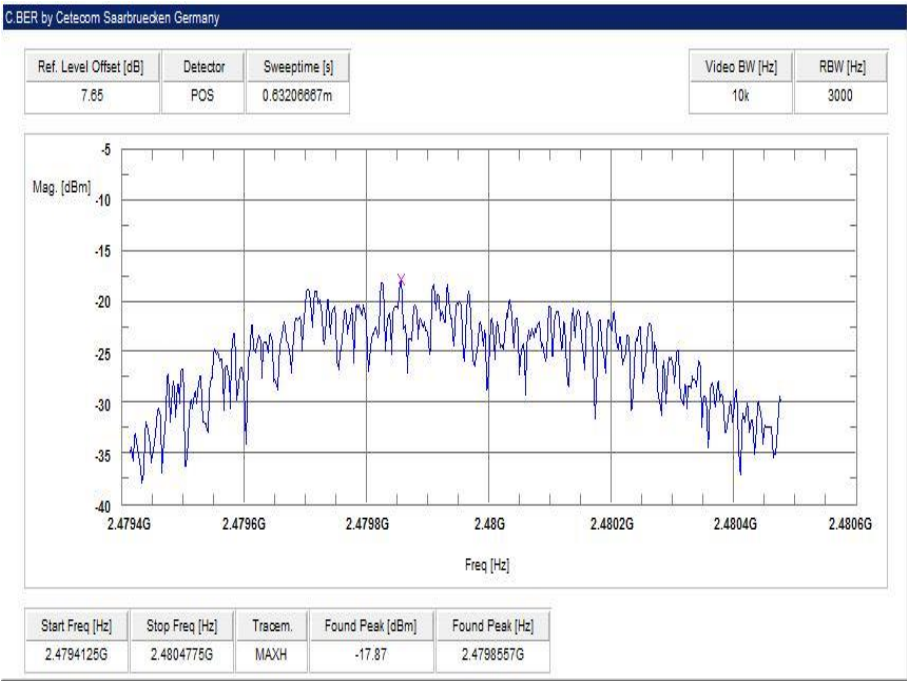 C.BER by Cetecom Saarbruecken Germany
Ref. Level Offset [dB] Detector Sweeptime [s] Video BW [Hz] RBW [Hz]
7.65 POS 0.63206667m 10k 3000
-5
Mag. [dBm]
-10
-15
-20
-25
-30
-35
-40
2.4794G 2.4796G 2.4798G 2.48G 2.4802G 2.4804G 2.4806G
Freq [Hz]
Start Freq [Hz] Stop Freq [Hz] Tracem. Found Peak [dBm] Found Peak [Hz]
2.4794125G 2.4804775G MAXH -17.87 2.4798557G